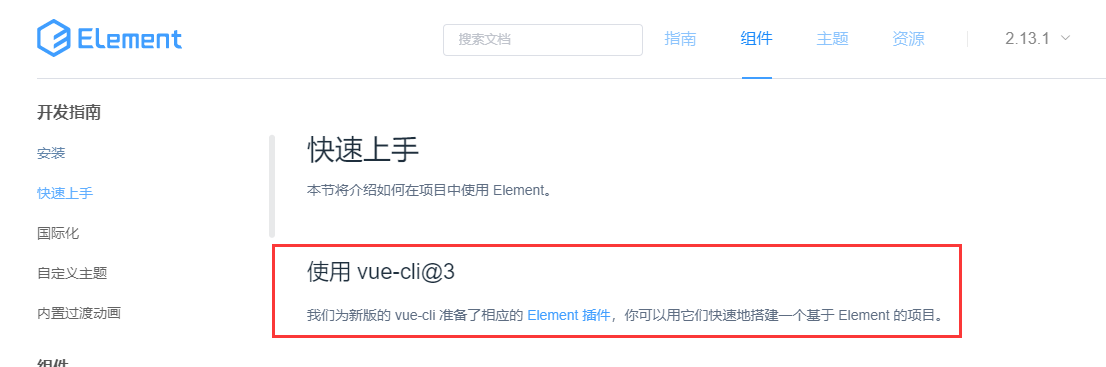 Element
搜索文档
指南
组件
主题
资源
2.13.1
开发指南
安装
快速上手
国际化
自定义主题
内置过渡动画
组件
快速上手
本节将介绍如何在项目中使用 Element。
使用 vue-cli@3
我们为新版的 vue-cli 准备了相应的 Element 插件，你可以用它们快速地搭建一个基于 Element 的项目。